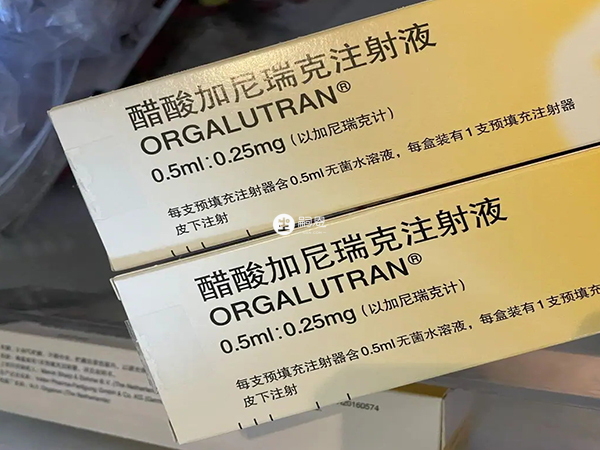 醋酸加尼瑞克注射液
ORGALUTRAN®
0.5ml:0.25mg (以加尼瑞克计)
每支预填充注射器含0.5ml无菌水溶液，每盒装有1支预填充注射器
皮下注射
醋酸加尼瑞克注射液
ORGALUTRAN®
0.5ml:0.25mg (以加尼瑞克计)
每支预填充注射器含0.5ml无菌水溶液，每盒装有1支预填充注
皮下注射
20160574